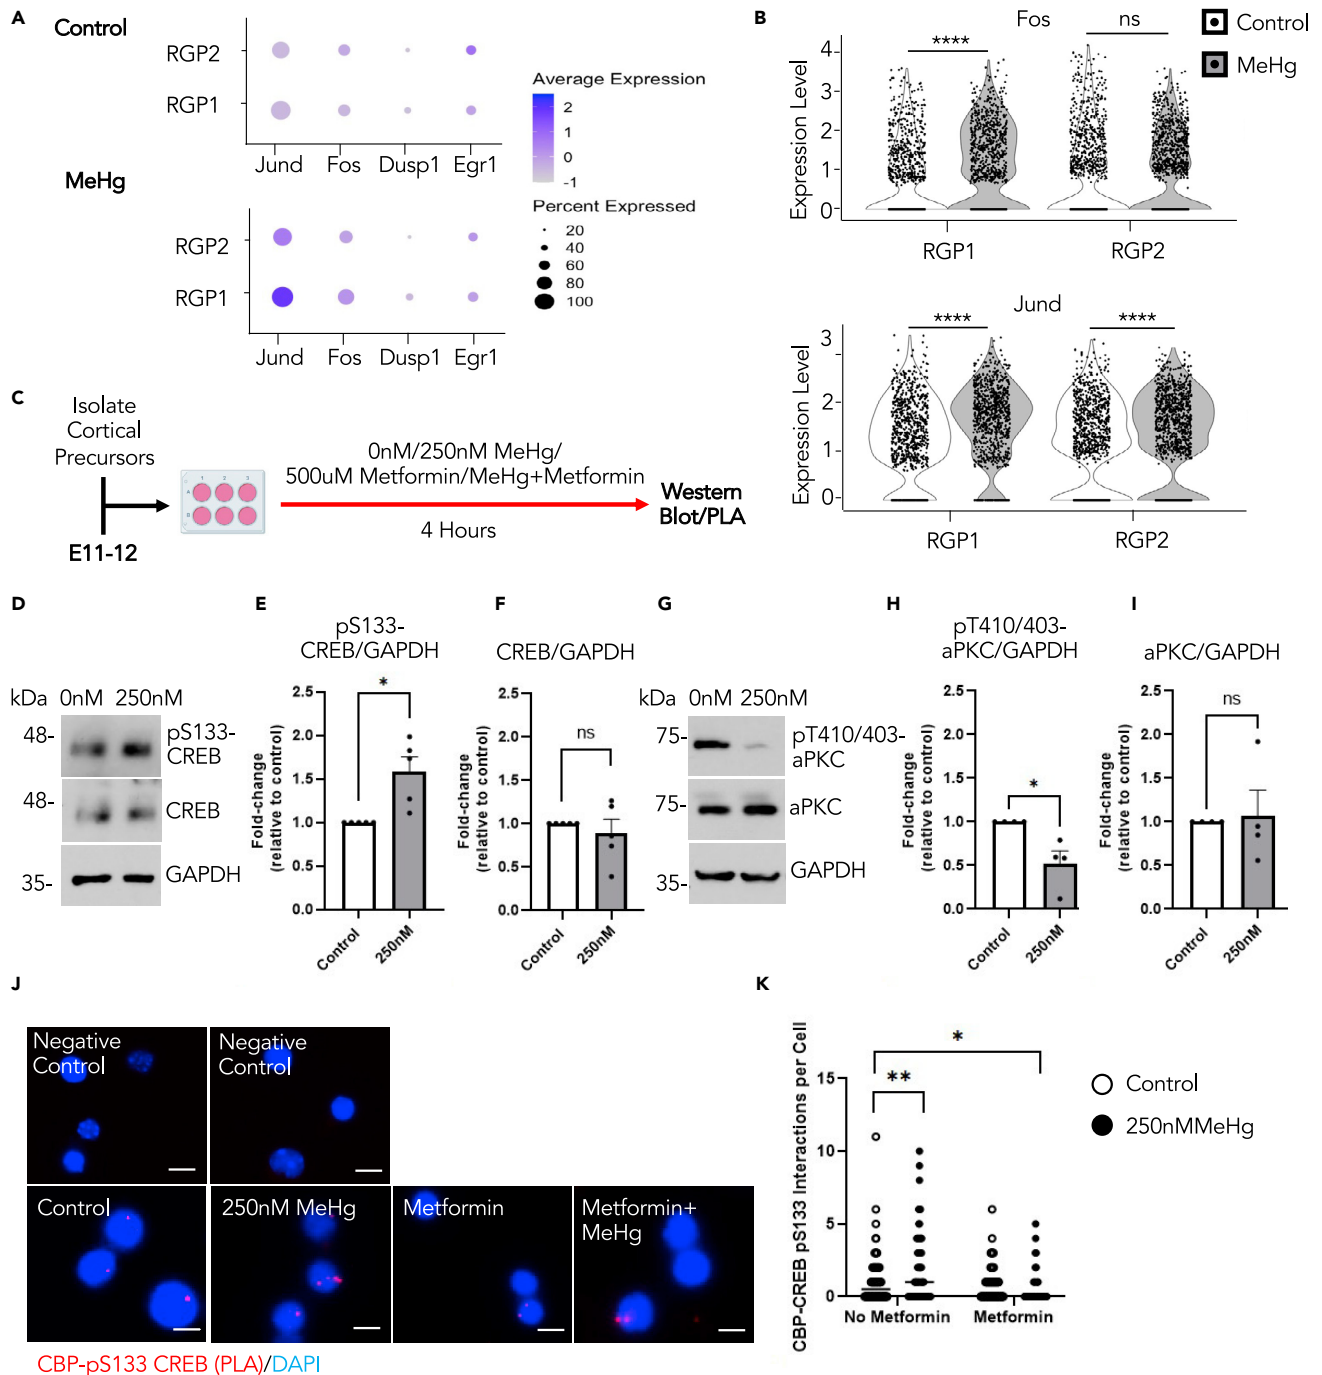 A
Control
RGP2
RGP1
Jund Fos Dusp1 Egr1
MeHg
RGP2
RGP1
Jund Fos Dusp1 Egr1
Average Expression
2
1
0
-1
Percent Expressed
20
40
60
80
100
B
Fos
Control
MeHg
**** ns
Expression Level
4
3
2
1
0
RGP1 RGP2
Jund
**** ****
Expression Level
3
2
1
0
RGP1 RGP2
C
Isolate
Cortical
Precursors
E11-12
1 2 3
A
0nM/250nM MeHg/
500uM Metformin/MeHg+Metformin
4 Hours
Western
Blot/PLA
D
kDa 0nM 250nM
48- pS133-
CREB
48- CREB
35- GAPDH
E
pS133-
CREB/GAPDH
*
Fold-change
(relative to control)
2.5
2.0
1.5
1.0
0.5
0.0
Control 250nM
F
CREB/GAPDH
ns
Fold-change
(relative to control)
2.5
2.0
1.5
1.0
0.5
0.0
Control 250nM
G
kDa 0nM 250nM
75- pT410/403-
aPKC
75- aPKC
35- GAPDH
H
pT410/403-
aPKC/GAPDH
*
Fold-change
(relative to control)
2.5
2.0
1.5
1.0
0.5
0.0
Control 250nM
I
aPKC/GAPDH
ns
Fold-change
(relative to control)
2.5
2.0
1.5
1.0
0.5
0.0
Control 250nM
J
Negative
Control
Negative
Control
Control
250nM MeHg
Metformin
Metformin+
MeHg
CBP-pS133 CREB (PLA)/DAPI
K
CBP-CREB pS133 Interactions per Cell
15
10
5
0
*
**
No Metformin Metformin
Control
250nMMeHg